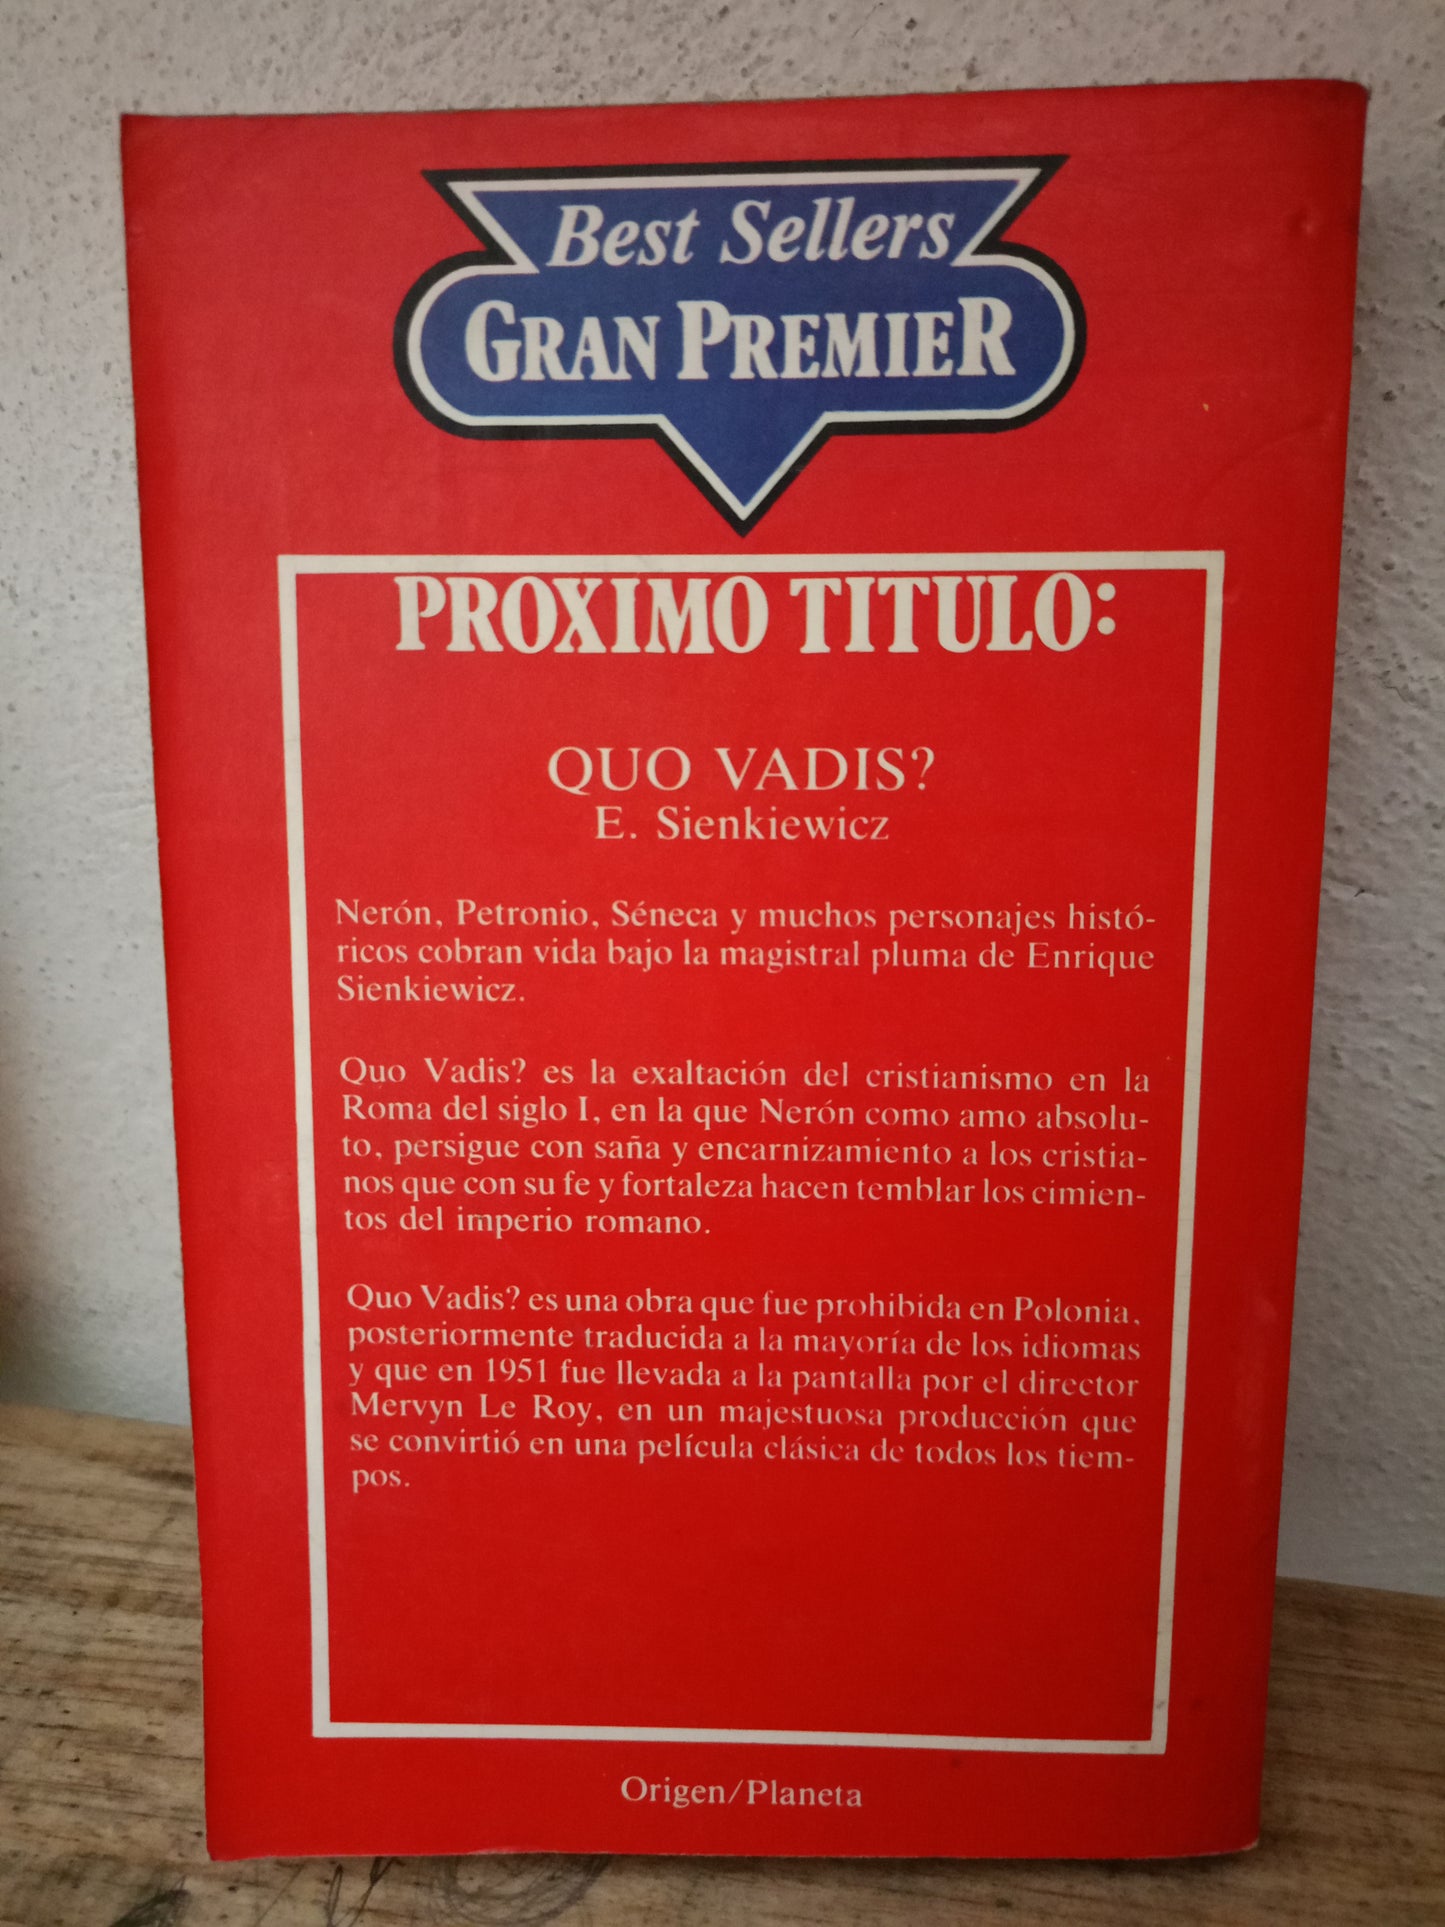 Best Sellers
GRAN PREMIER
PROXIMO TITULO:
QUO VADIS?
E. Sienkiewicz
Nerón, Petronio, Séneca y muchos personajes histó-
ricos cobran vida bajo la magistral pluma de Enrique
Sienkiewicz.
Quo Vadis? es la exaltación del cristianismo en la
Roma del siglo I, en la que Nerón como amo absolu-
to, persigue con saña y encarnizamiento a los cristia-
nos que con su fe y fortaleza hacen temblar los cimien-
tos del imperio romano.
Quo Vadis? es una obra que fue prohibida en Polonia,
posteriormente traducida a la mayoría de los idiomas
y que en 1951 fue llevada a la pantalla por el director
Mervyn Le Roy, en un majestuosa producción que
se convirtió en una película clásica de todos los tiem-
pos.
Origen/Planeta